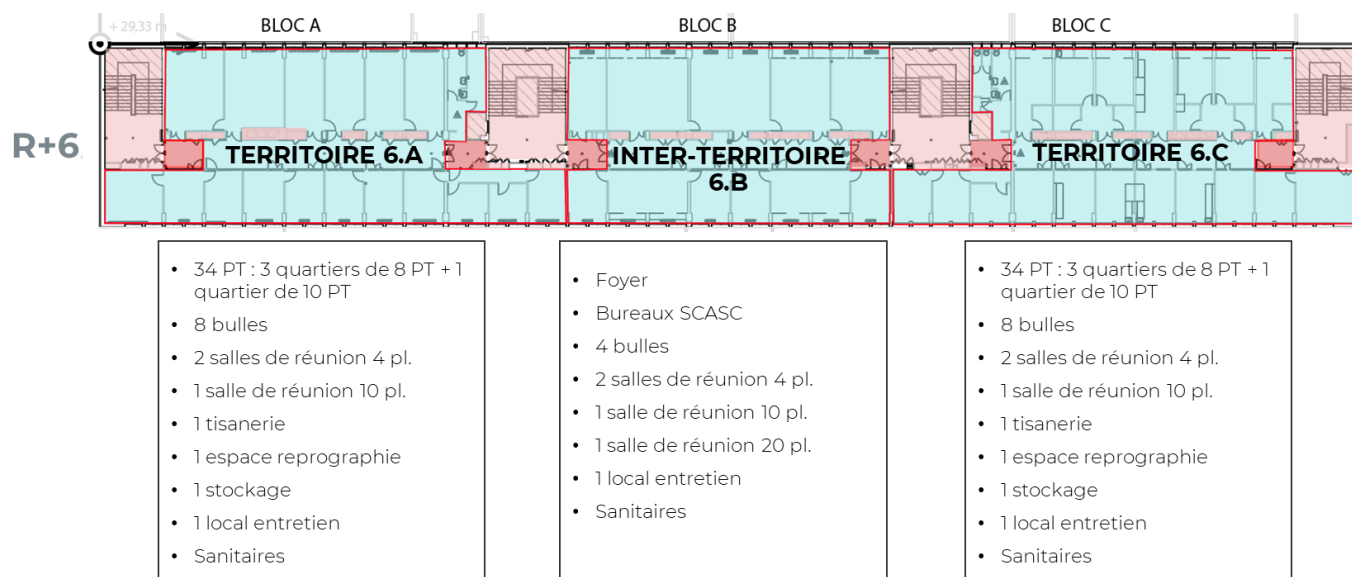 BLOC A
BLOC B
BLOC C
+ 29,33 m
R+6
TERRITOIRE 6.A
INTER-TERRITOIRE
6.B
TERRITOIRE 6.C
• 34 PT : 3 quartiers de 8 PT + 1
quartier de 10 PT
• 8 bulles
• 2 salles de réunion 4 pl.
• 1 salle de réunion 10 pl.
• 1 tisanerie
• 1 espace reprographie
• 1 stockage
• 1 local entretien
• Sanitaires
• Foyer
• Bureaux SCASC
• 4 bulles
• 2 salles de réunion 4 pl.
• 1 salle de réunion 10 pl.
• 1 salle de réunion 20 pl.
• 1 local entretien
• Sanitaires
• 34 PT : 3 quartiers de 8 PT + 1
quartier de 10 PT
• 8 bulles
• 2 salles de réunion 4 pl.
• 1 salle de réunion 10 pl.
• 1 tisanerie
• 1 espace reprographie
• 1 stockage
• 1 local entretien
• Sanitaires